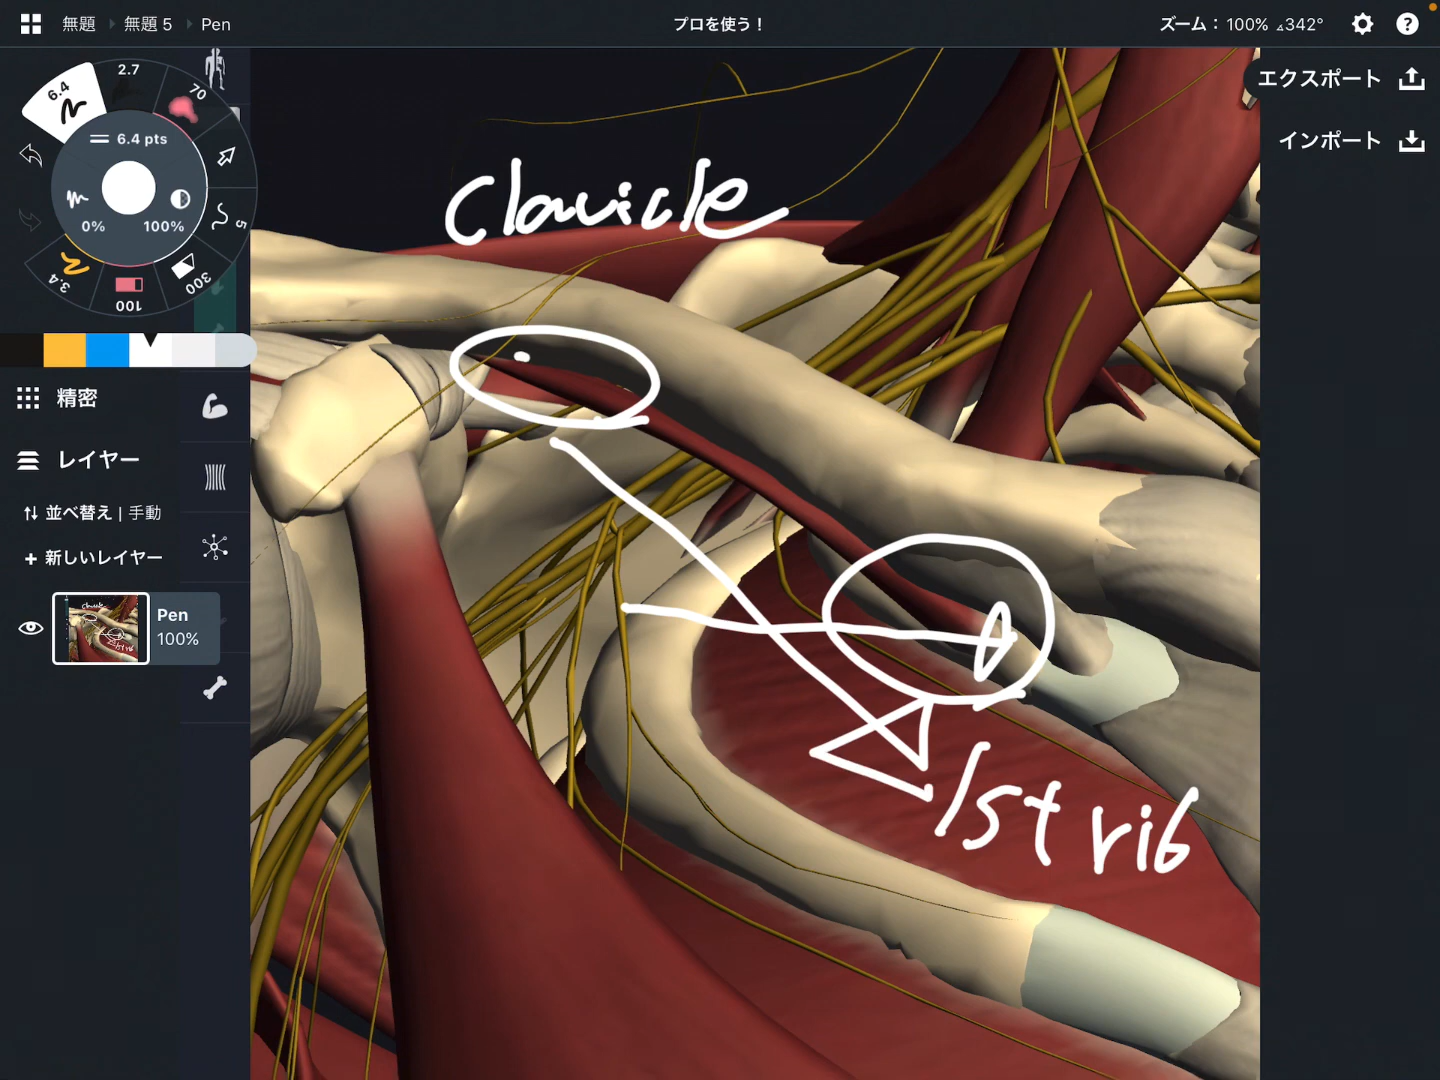 無題 無題 5 Pen
プロを使う!
ズーム: 100% ⦟342°
エクスポート
インポート
6.4
2.7
70
5
300
100
3.4
6.4 pts
0% 100%
精密
レイヤー
並べ替え | 手動
+ 新しいレイヤー
Pen
100%
Clavicle
1st rib